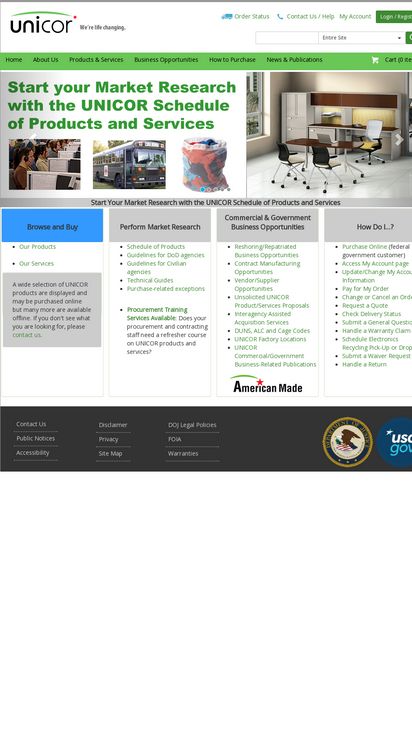 unicor
We're life changing.
Order Status
Contact Us / Help
My Account
Login / Regist
Entire Site
Home
About Us
Products & Services
Business Opportunities
How to Purchase
News & Publications
Cart (0 ite
Start your Market Research
with the UNICOR Schedule
of Products and Services
Start Your Market Research with the UNICOR Schedule of Products and Services
Browse and Buy
Our Products
Our Services
A wide selection of UNICOR
products are displayed and
may be purchased online
but many more are available
offline. If you don't see what
you are looking for, please
contact us.
Perform Market Research
Schedule of Products
Guidelines for DoD agencies
Guidelines for Civilian
agencies
Technical Guides
Purchase-related exceptions
Procurement Training
Services Available: Does your
procurement and contracting
staff need a refresher course
on UNICOR products and
services?
Commercial & Government
Business Opportunities
Reshoring/Repatriated
Business Opportunities
Contract Manufacturing
Opportunities
Vendor/Supplier
Opportunities
Unsolicited UNICOR
Product/Services Proposals
Interagency Assisted
Acquisition Services
DUNS, ALC and Cage Codes
UNICOR Factory Locations
UNICOR
Commercial/Government
Business-Related Publications
American Made
How Do I...?
Purchase Online (federal
government customer)
Access My Account page
Update/Change My Accou
Information
Pay for My Order
Change or Cancel an Orde
Request a Quote
Check Delivery Status
Submit a General Questio
Handle a Warranty Claim
Schedule Electronics
Recycling Pick-Up or Drop
Submit a Waiver Request
Handle a Return
Contact Us
Public Notices
Accessibility
Disclaimer
Privacy
Site Map
DOJ Legal Policies
FOIA
Warranties
usa
gov